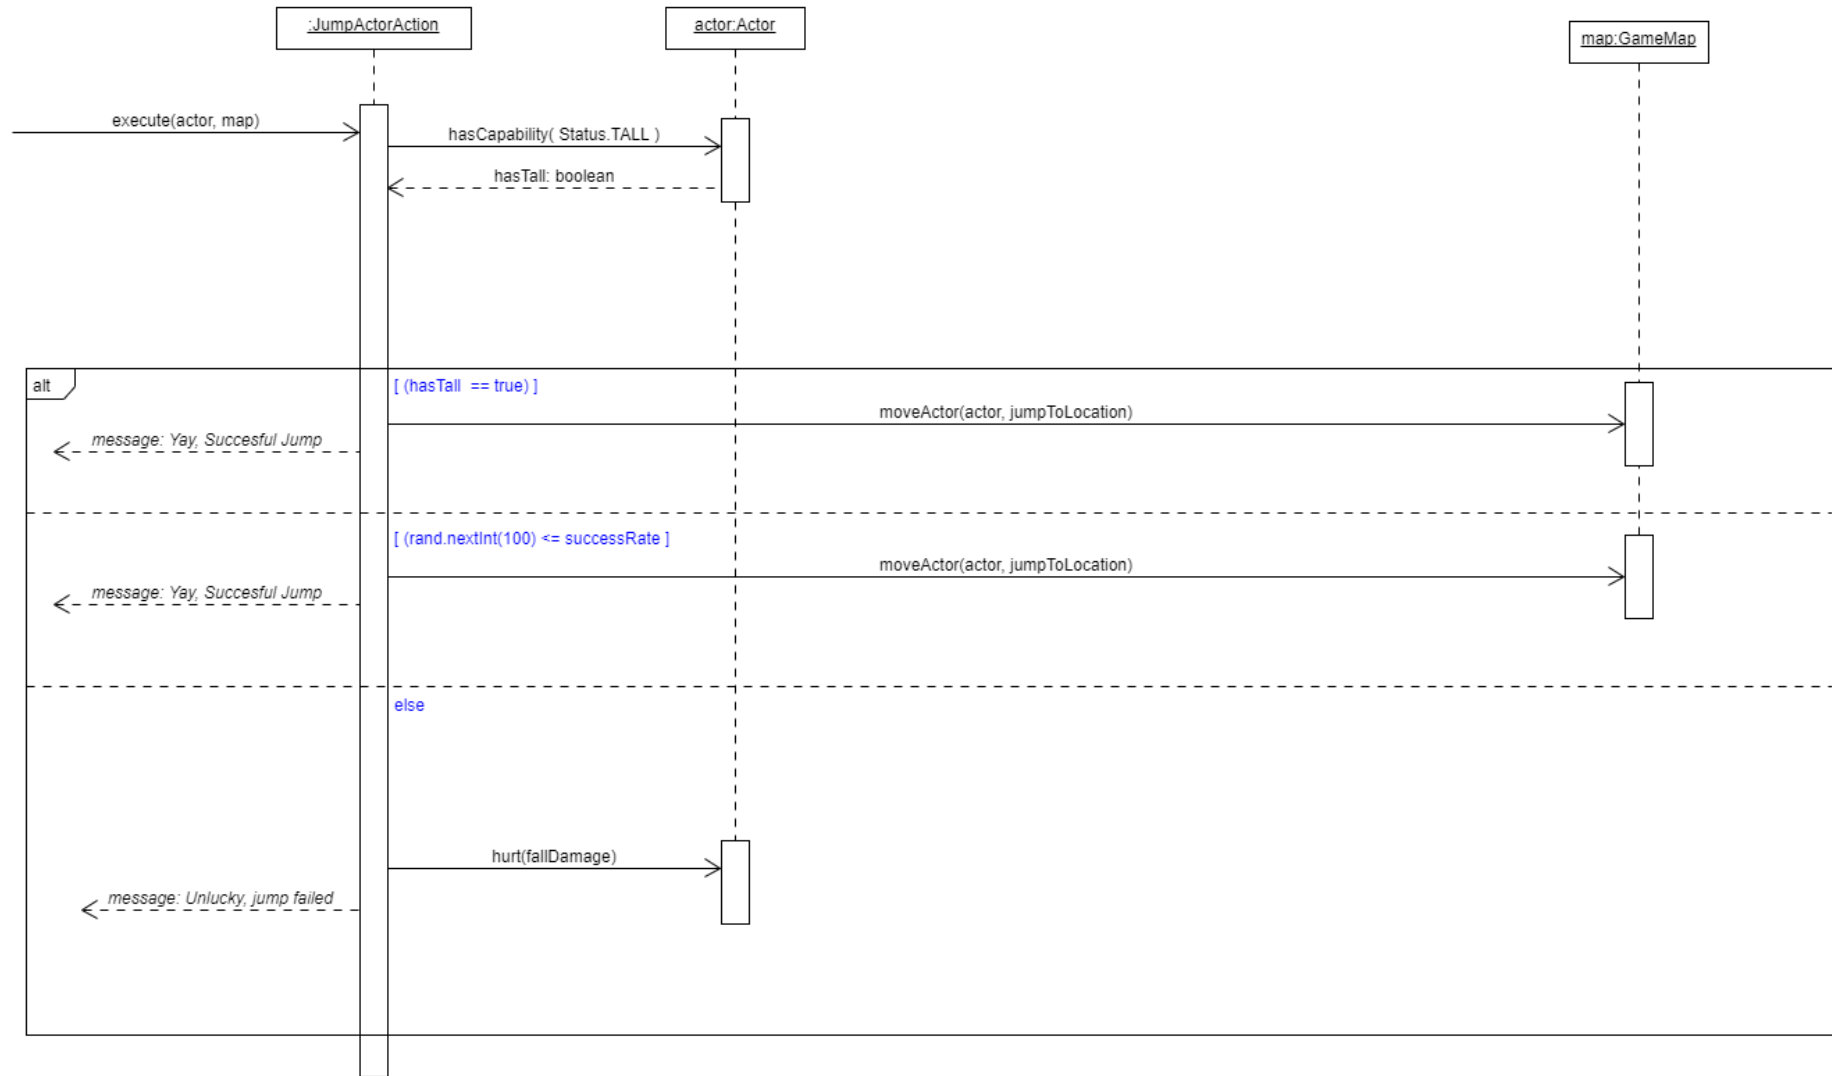 :JumpActorAction
actor:Actor
map:GameMap
execute(actor, map)
hasCapability( Status.TALL )
hasTall: boolean
alt
[ (hasTall  == true) ]
moveActor(actor, jumpToLocation)
message: Yay, Succesful Jump
[ (rand.nextInt(100) <= successRate ]
moveActor(actor, jumpToLocation)
message: Yay, Succesful Jump
else
hurt(fallDamage)
message: Unlucky, jump failed